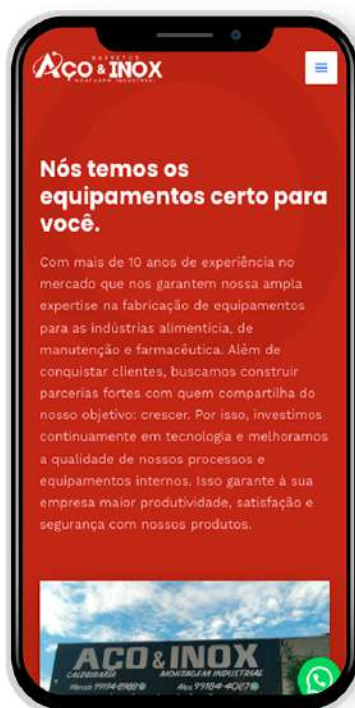 BARRETOS
AÇO & INOX
MONTAGEM INDUSTRIAL
Nós temos os
equipamentos certo para
você.
Com mais de 10 anos de experiência no
mercado que nos garantem nossa ampla
expertise na fabricação de equipamentos
para as indústrias alimentícia, de
manutenção e farmacêutica. Além de
conquistar clientes, buscamos construir
parcerias fortes com quem compartilha do
nosso objetivo: crescer. Por isso, investimos
continuamente em tecnologia e melhoramos
a qualidade de nossos processos e
equipamentos internos. Isso garante à sua
empresa maior produtividade, satisfação e
segurança com nossos produtos.
AÇO & INOX
CALDEIRARIA MONTAGEM INDUSTRIAL